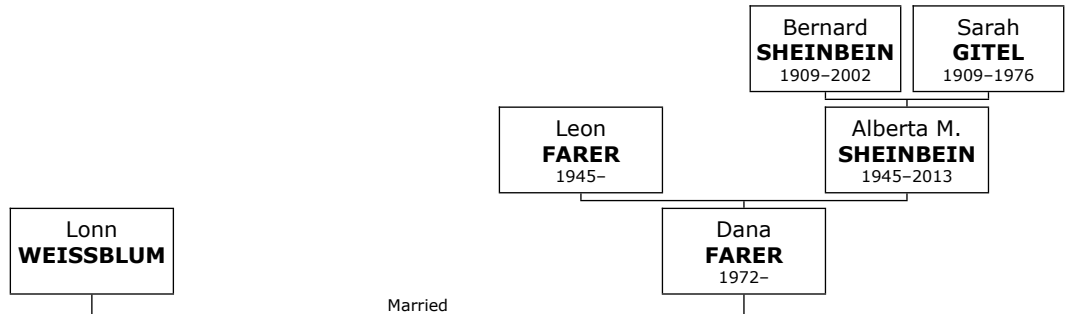 Bernard
SHEINBEIN
1909–2002
Sarah
GITEL
1909–1976
Leon
FARER
1945–
Alberta M.
SHEINBEIN
1945–2013
Lonn
WEISSBLUM
Dana
FARER
1972–
Married